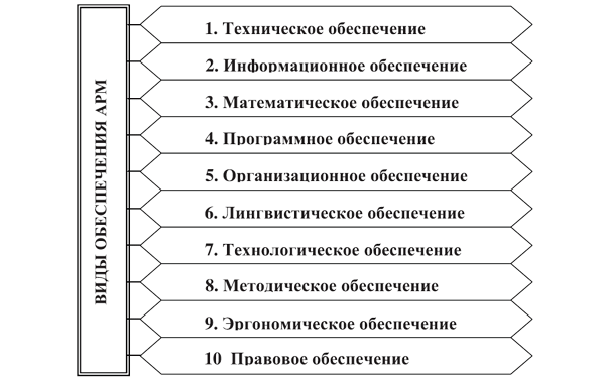 ВИДЫ ОБЕСПЕЧЕНИЯ АРМ
1. Техническое обеспечение
2. Информационное обеспечение
3. Математическое обеспечение
4. Программное обеспечение
5. Организационное обеспечение
6. Лингвистическое обеспечение
7. Технологическое обеспечение
8. Методическое обеспечение
9. Эргономическое обеспечение
10 Правовое обеспечение